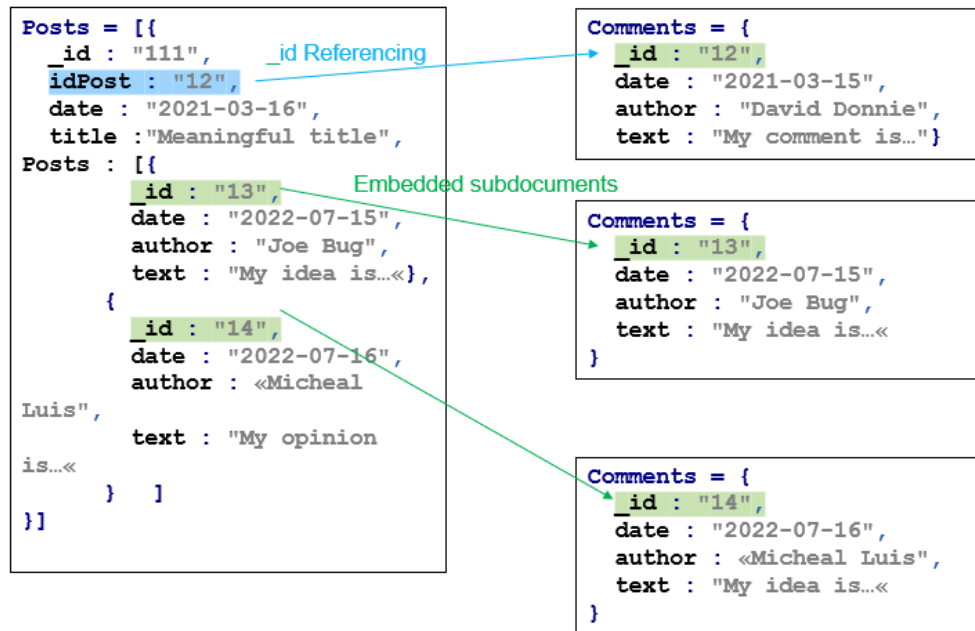 Posts = [{
_id : "111",
_id Referencing
idPost : "12",
date : "2021-03-16",
title :"Meaningful title",
Posts : [{
Embedded subdocuments
_id : "13",
date : "2022-07-15",
author : "Joe Bug",
text : "My idea is…«},
{
_id : "14",
date : "2022-07-16",
author : «Micheal
Luis",
text : "My opinion
is…«
} ]
}]
Comments = {
_id : "12",
date : "2021-03-15",
author : "David Donnie",
text : "My comment is…"}
Comments = {
_id : "13",
date : "2022-07-15",
author : "Joe Bug",
text : "My idea is…«
}
Comments = {
_id : "14",
date : "2022-07-16",
author : «Micheal Luis",
text : "My idea is…«
}